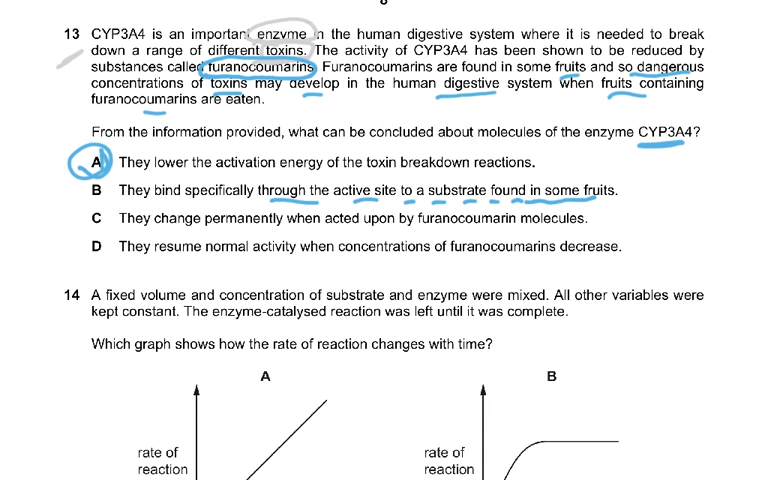 13 CYP3A4 is an important enzyme in the human digestive system where it is needed to break
down a range of different toxins. The activity of CYP3A4 has been shown to be reduced by
substances called furanocoumarins. Furanocoumarins are found in some fruits and so dangerous
concentrations of toxins may develop in the human digestive system when fruits containing
furanocoumarins are eaten.
From the information provided, what can be concluded about molecules of the enzyme CYP3A4?
A They lower the activation energy of the toxin breakdown reactions.
B They bind specifically through the active site to a substrate found in some fruits.
C They change permanently when acted upon by furanocoumarin molecules.
D They resume normal activity when concentrations of furanocoumarins decrease.
14 A fixed volume and concentration of substrate and enzyme were mixed. All other variables were
kept constant. The enzyme-catalysed reaction was left until it was complete.
Which graph shows how the rate of reaction changes with time?
A B
rate of rate of
reaction reaction